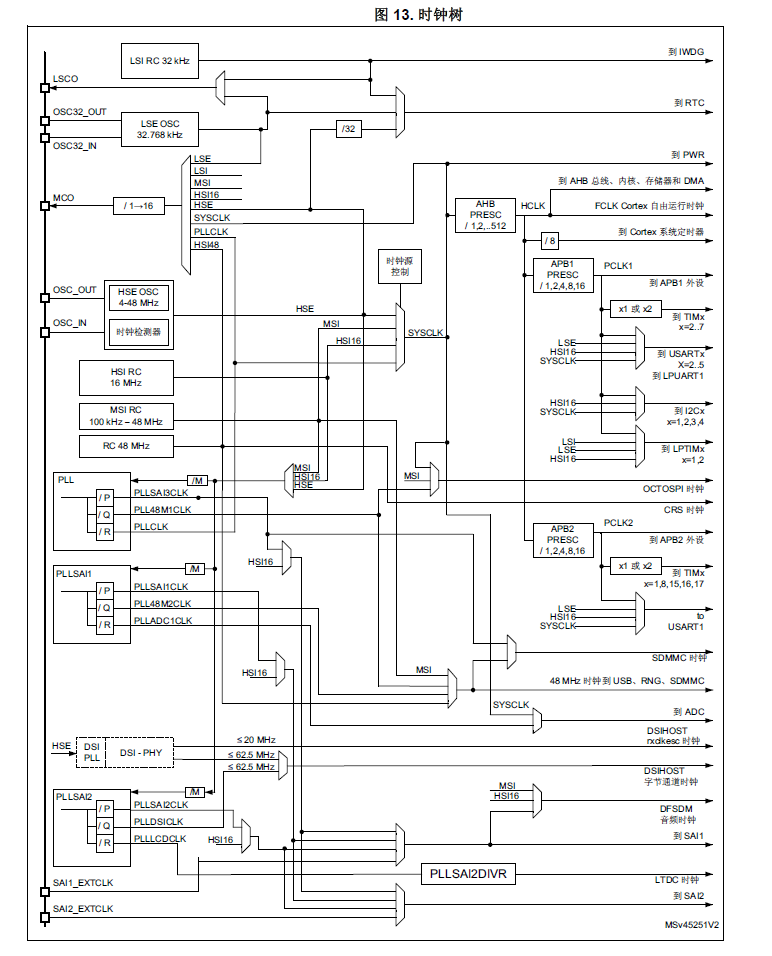 图 13. 时钟树
LSI RC 32 kHz
到 IWDG
LSCO
到 RTC
OSC32_OUT
LSE OSC
32.768 kHz
/32
OSC32_IN
到 PWR
LSE
LSI
MSI
HSI16
HSE
SYSCLK
PLLCLK
HSI48
MCO
/ 1→16
AHB
PRESC
/ 1,2,..512
HCLK
到 AHB 总线、内核、存储器和 DMA
FCLK Cortex 自由运行时钟
/ 8
到 Cortex 系统定时器
时钟源
控制
APB1
PRESC
/ 1,2,4,8,16
PCLK1
到 APB1 外设
x1 或 x2
到 TIMx
x=2..7
OSC_OUT
HSE OSC
4-48 MHz
OSC_IN
时钟检测器
HSE
MSI
HSI16
SYSCLK
LSE
HSI16
SYSCLK
到 USARTx
X=2..5
到 LPUART1
HSI RC
16 MHz
MSI RC
100 kHz – 48 MHz
RC 48 MHz
HSI16
SYSCLK
到 I2Cx
x=1,2,3,4
LSI
LSE
HSI16
到 LPTIMx
x=1,2
MSI
HSI16
HSE
MSI
OCTOSPI 时钟
CRS 时钟
PLL
/M
/ P
/ Q
/ R
PLLSAI3CLK
PLL48M1CLK
PLLCLK
APB2
PRESC
/ 1,2,4,8,16
PCLK2
到 APB2 外设
x1 或 x2
到 TIMx
x=1,8,15,16,17
HSI16
PLLSAI1
/M
/ P
/ Q
/ R
PLLSAI1CLK
PLL48M2CLK
PLLADC1CLK
LSE
HSI16
SYSCLK
to
USART1
SDMMC 时钟
HSI16
MSI
48 MHz 时钟到 USB、RNG、SDMMC
SYSCLK
到 ADC
HSE
DSI
PLL
DSI - PHY
≤ 20 MHz
≤ 62.5 MHz
≤ 62.5 MHz
DSIHOST
rxclkesc 时钟
DSIHOST
字节通道时钟
PLLSAI2
/M
/ P
/ Q
/ R
PLLSAI2CLK
PLLDSICLK
PLLLCDCLK
HSI16
MSI
HSI16
DFSDM
音频时钟
到 SAI1
PLLSAI2DIVR
LTDC 时钟
SAI1_EXTCLK
到 SAI2
SAI2_EXTCLK
MSv45251V2